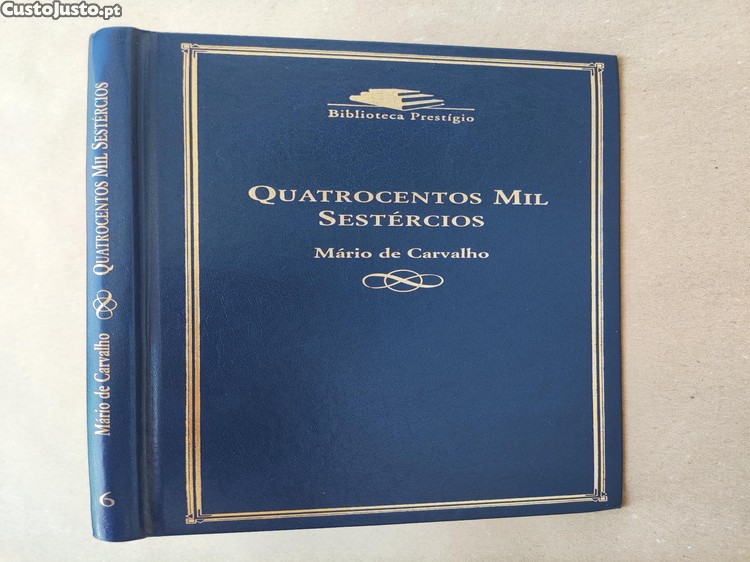 CustoJusto.pt
Biblioteca Prestígio
QUATROCENTOS MIL
SESTÉRCIOS
Mário de Carvalho
6 Mário de Carvalho QUATROCENTOS MIL SESTÉRCIOS